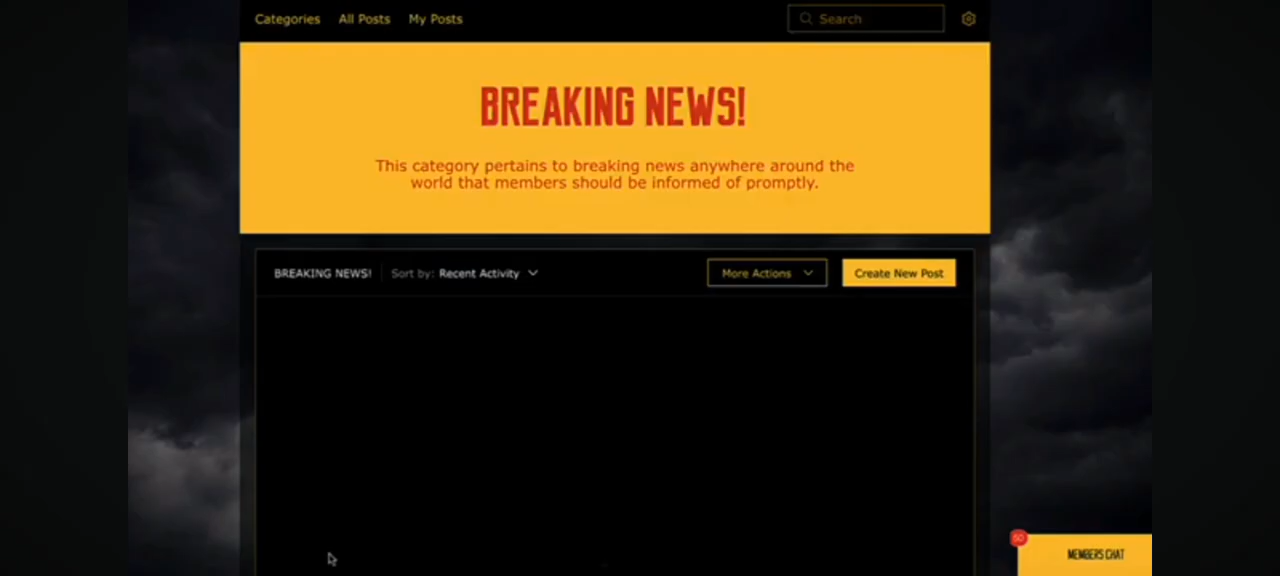 Categories All Posts My Posts Search
BREAKING NEWS!
This category pertains to breaking news anywhere around the
world that members should be informed of promptly.
BREAKING NEWS! Sort by: Recent Activity More Actions Create New Post
50
MEMBERS CHAT